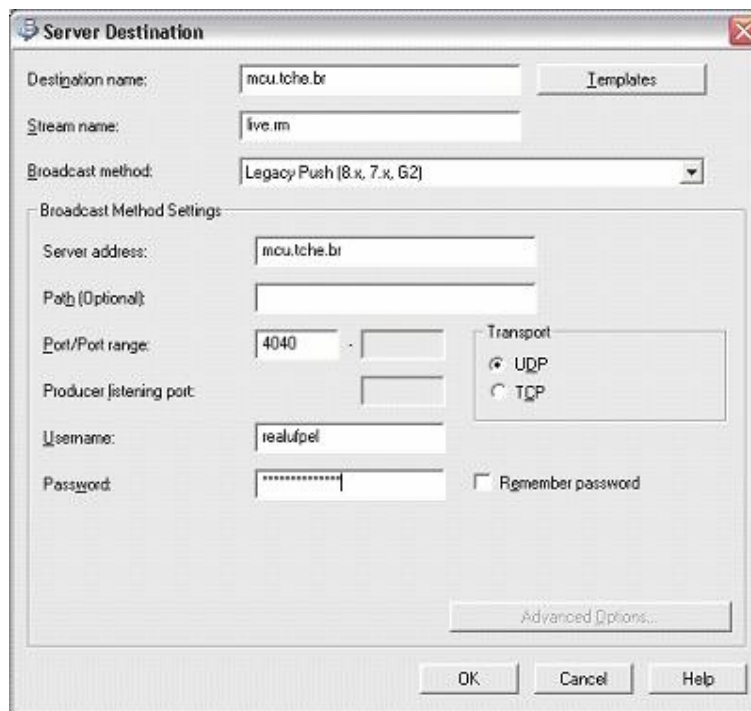 Server Destination
Destination name: mcu.tche.br Templates
Stream name: live.rm
Broadcast method: Legacy Push (8.x, 7.x, G2)
Broadcast Method Settings
Server address: mcu.tche.br
Path (Optional):
Port/Port range: 4040 - Transport
UDP
Producer listening port: TCP
Username: realufpel
Password: ************** Remember password
Advanced Options...
OK Cancel Help